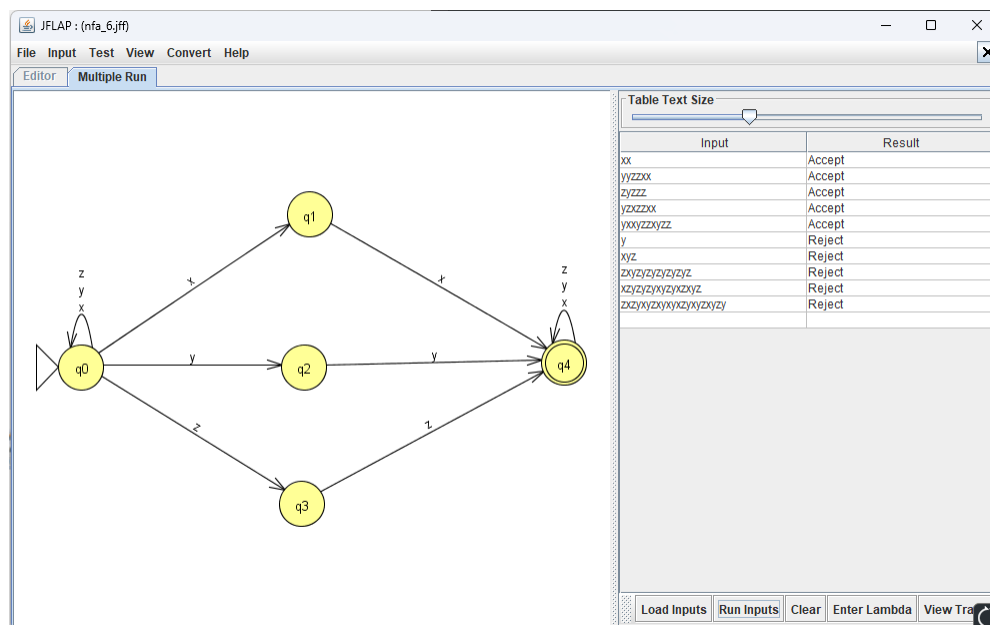 JFLAP : (nfa_6.jff)
File Input Test View Convert Help
Editor Multiple Run
Table Text Size
Input Result
xx Accept
yyzzxx Accept
zyzzz Accept
yzxzzxx Accept
yxxyzzxyzz Accept
y Reject
xyz Reject
zxyzyzyzyzyzyz Reject
xzyzyzyxyzyxzxyz Reject
zxzyxyzxyxyxzyxyzxyzy Reject
q1
x
x
z
y
x
q0
y
q2
y
z
y
x
q4
z
z
q3
Load Inputs Run Inputs Clear Enter Lambda View Tra